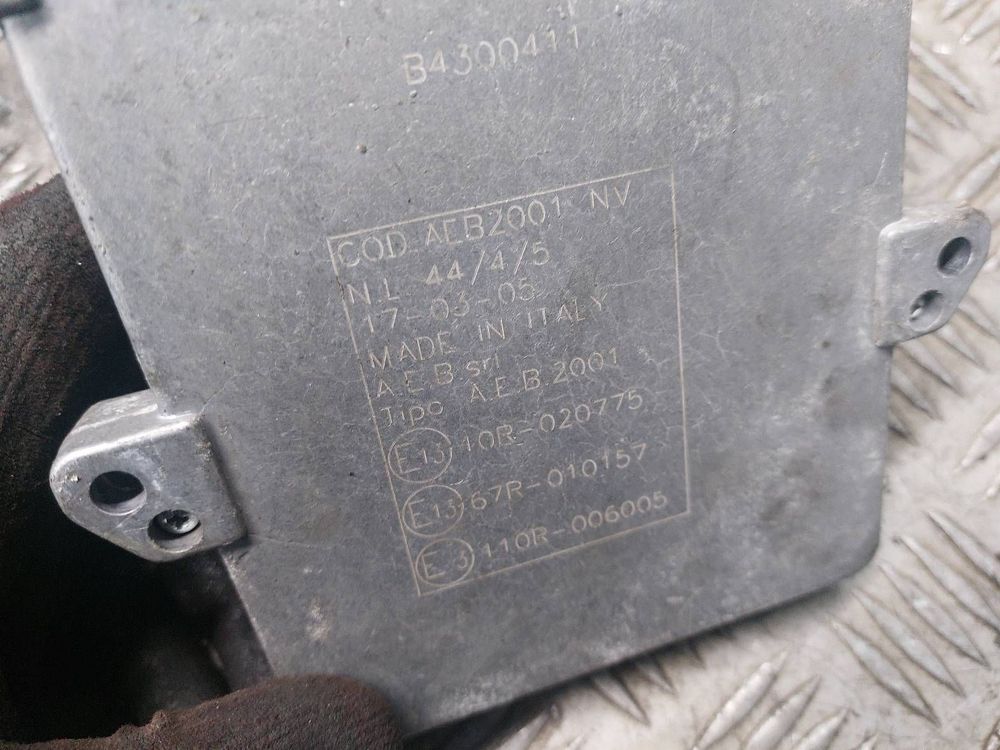 B4300411
COD AEB2001 NV
N.L. 44/4/5
17-03-05
MADE IN ITALY
A.E.B srl
Tipo A.E.B.2001
E13 10R-020775
E13 67R-010157
E13 110R-006005